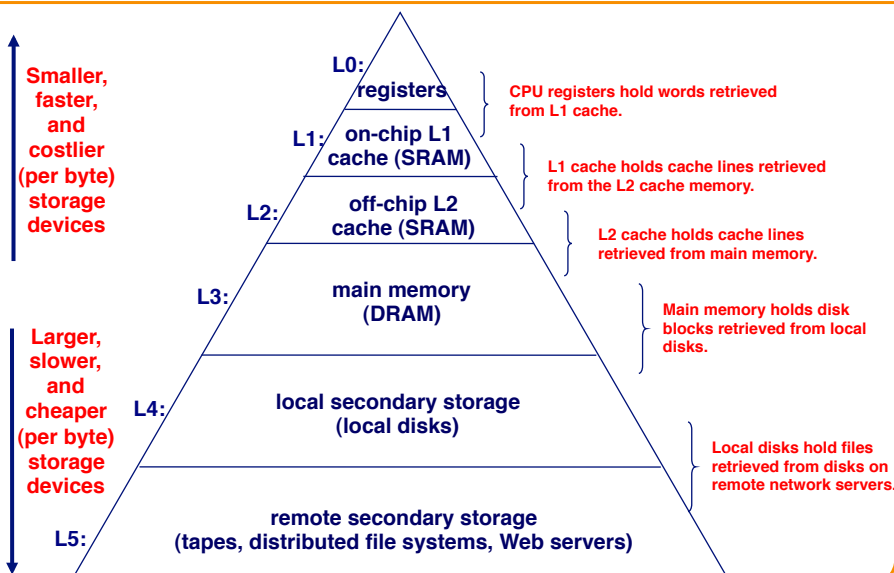 Smaller,
faster,
and
costlier
(per byte)
storage
devices
Larger,
slower,
and
cheaper
(per byte)
storage
devices
L0:
registers
CPU registers hold words retrieved
from L1 cache.
L1:
on-chip L1
cache (SRAM)
L1 cache holds cache lines retrieved
from the L2 cache memory.
L2:
off-chip L2
cache (SRAM)
L2 cache holds cache lines
retrieved from main memory.
L3:
main memory
(DRAM)
Main memory holds disk
blocks retrieved from local
disks.
L4:
local secondary storage
(local disks)
Local disks hold files
retrieved from disks on
remote network servers.
L5:
remote secondary storage
(tapes, distributed file systems, Web servers)